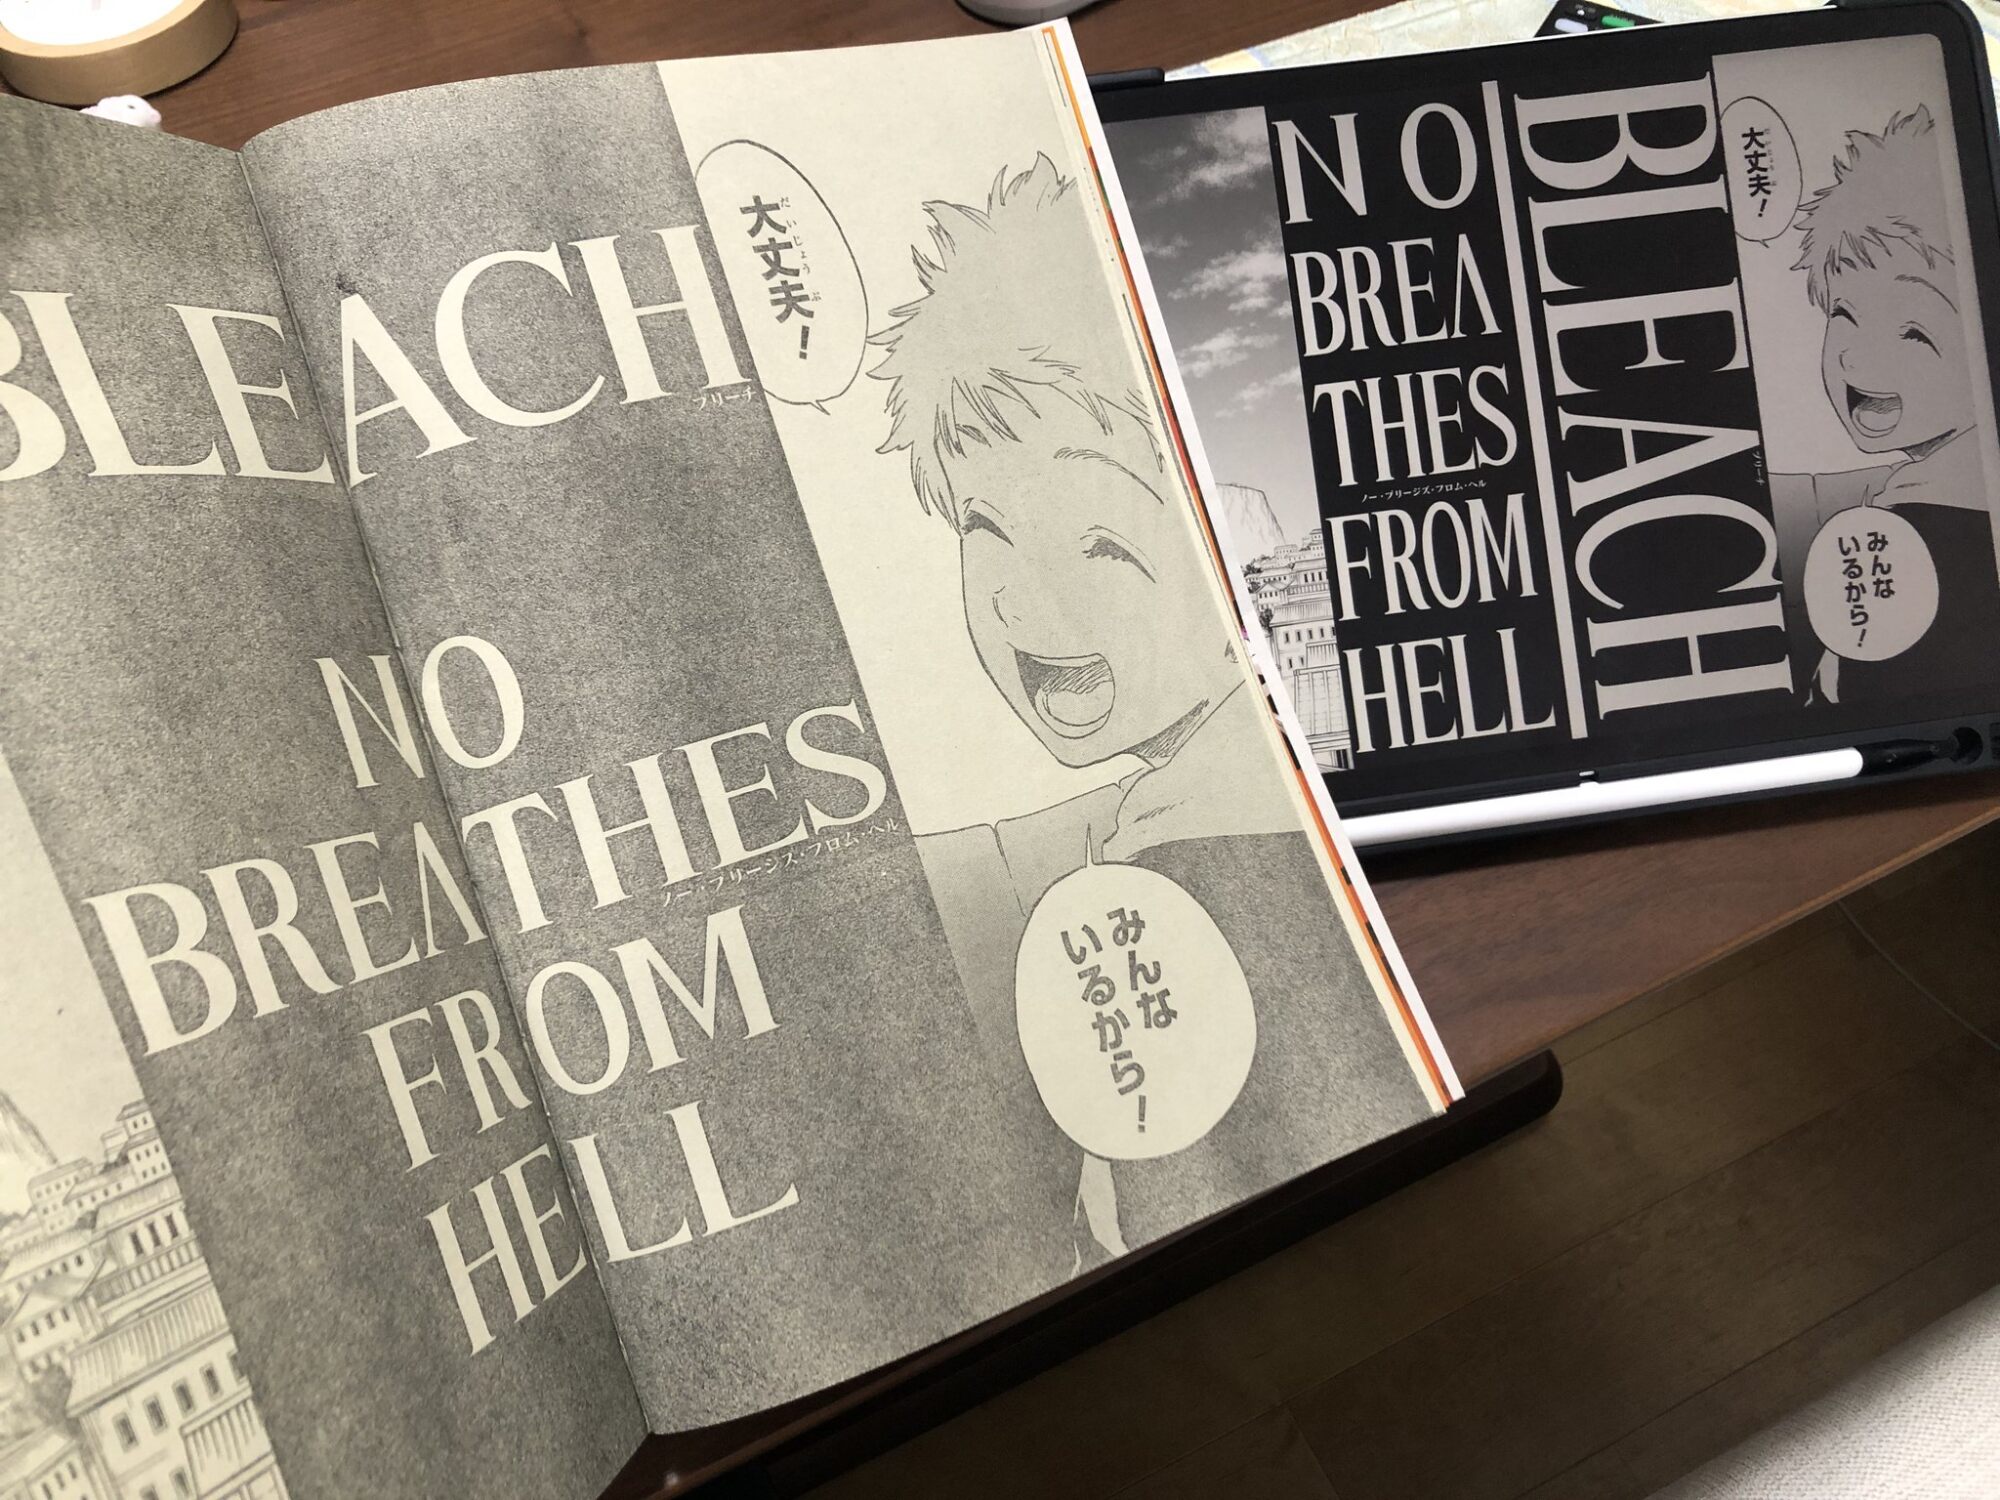 BLEACH
ブリーチ
NO
BREATHES
ノー・ブリージズ・フロム・ヘル
FROM
HELL
大丈夫!
だいじょうぶ
みんな
いるから!
NO
BREA
THES
ノー・ブリージズ・フロム・ヘル
FROM
HELL
BLEACH
ブリーチ
大丈夫!
みんな
いるから!